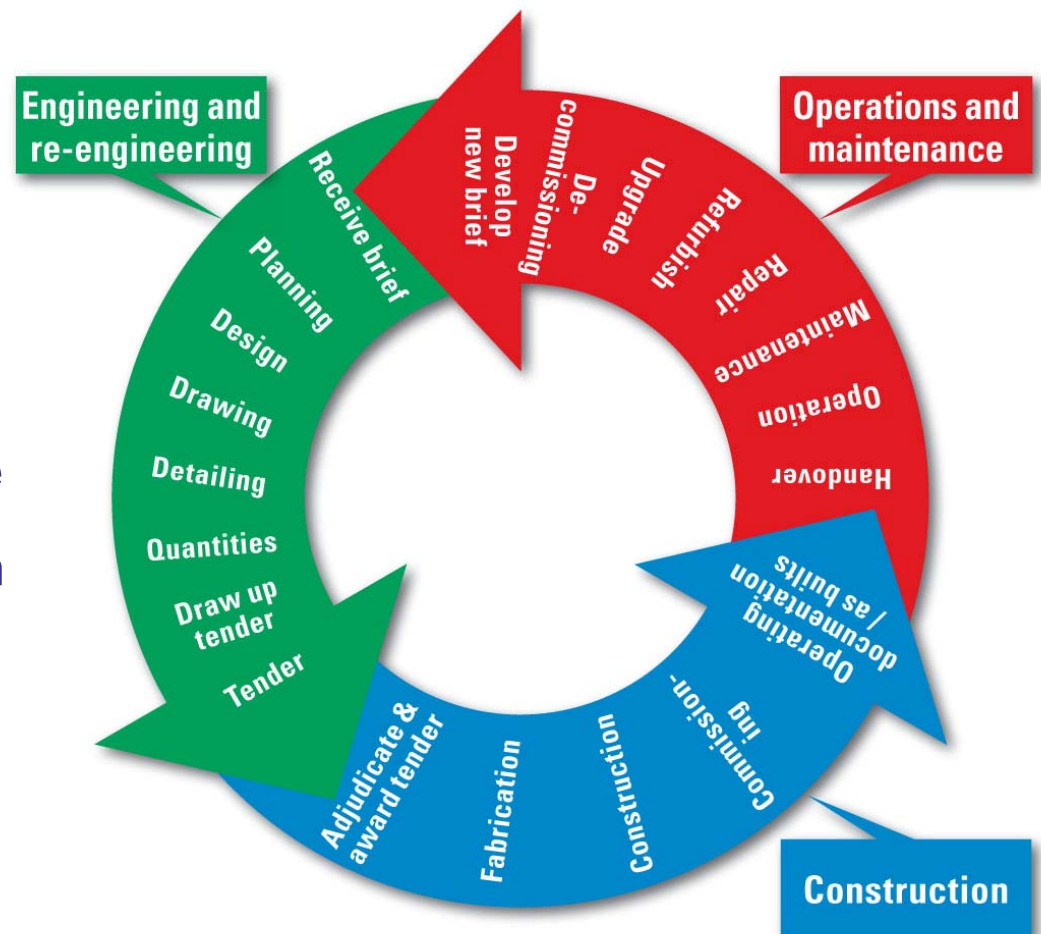 Engineering and
re-engineering
Receive brief
Planning
Design
Drawing
Detailing
Quantities
Draw up
tender
Tender
Adjudicate &
award tender
Fabrication
Construction
Commission-
ing
Operating
documentation
/ as builts
Construction
Operations and
maintenance
Handover
Operation
Maintenance
Repair
Refurbish
Upgrade
De-
commissioning
Develop
new brief